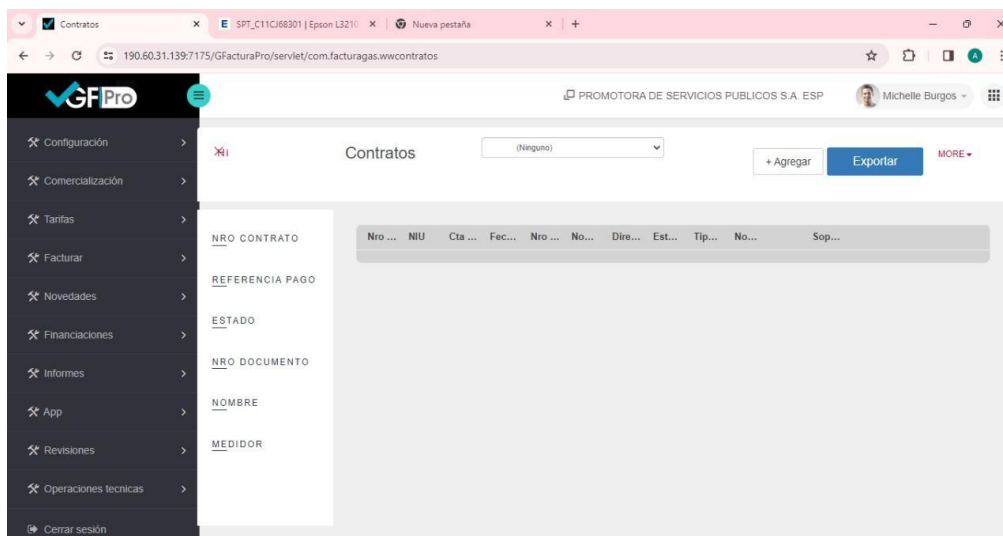 Contratos
SPT_C11CJ68301 | Epson L3210
Nueva pestaña
190.60.31.139:7175/GFacturaPro/servlet/com.facturagas.wwcontratos
A
GF Pro
PROMOTORA DE SERVICIOS PUBLICOS S.A. ESP
Michelle Burgos
Configuración
Comercialización
Tarifas
Facturar
Novedades
Financiaciones
Informes
App
Revisiones
Operaciones tecnicas
Cerrar sesión
Contratos
(Ninguno)
+ Agregar
Exportar
MORE
NRO CONTRATO
REFERENCIA PAGO
ESTADO
NRO DOCUMENTO
NOMBRE
MEDIDOR
Nro ... NIU Cta ... Fec... Nro ... No... Dire... Est... Tip... No... Sop...